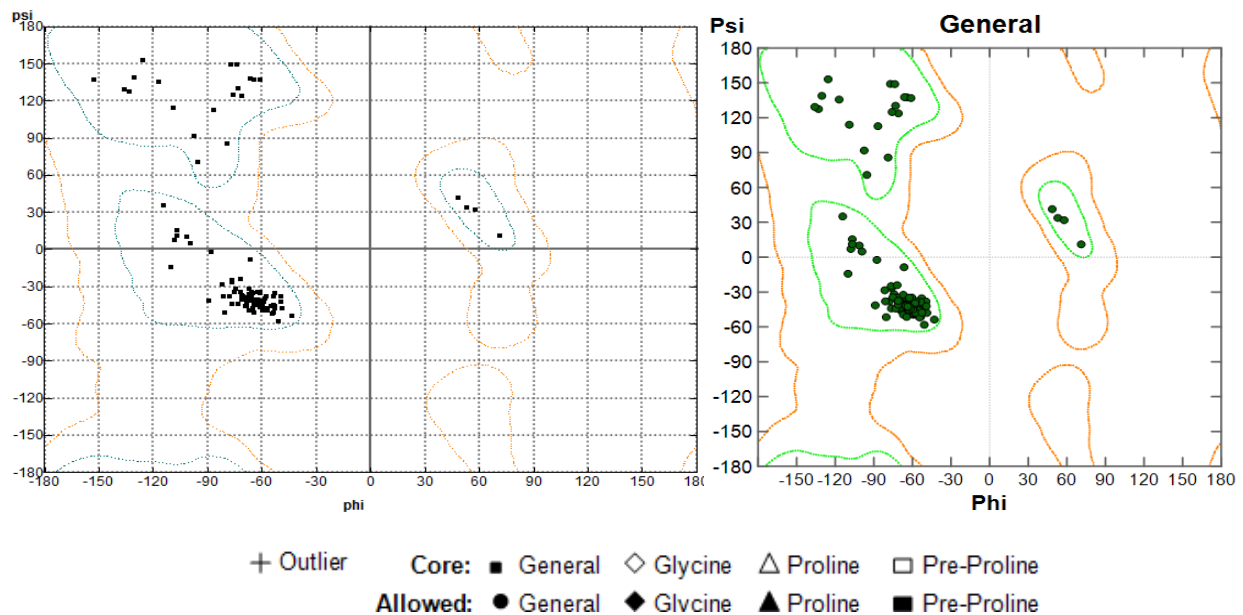 psi
180
150
120
90
60
30
0
-30
-60
-90
-120
-150
-180
-180 -150 -120 -90 -60 -30 0 30 60 90 120 150 180
phi
General
Psi
180
150
120
90
60
30
0
-30
-60
-90
-120
-150
-180
-150 -120 -90 -60 -30 0 30 60 90 120 150 180
Phi
Outlier Core: General Glycine Proline Pre-Proline
Allowed: General Glycine Proline Pre-Proline